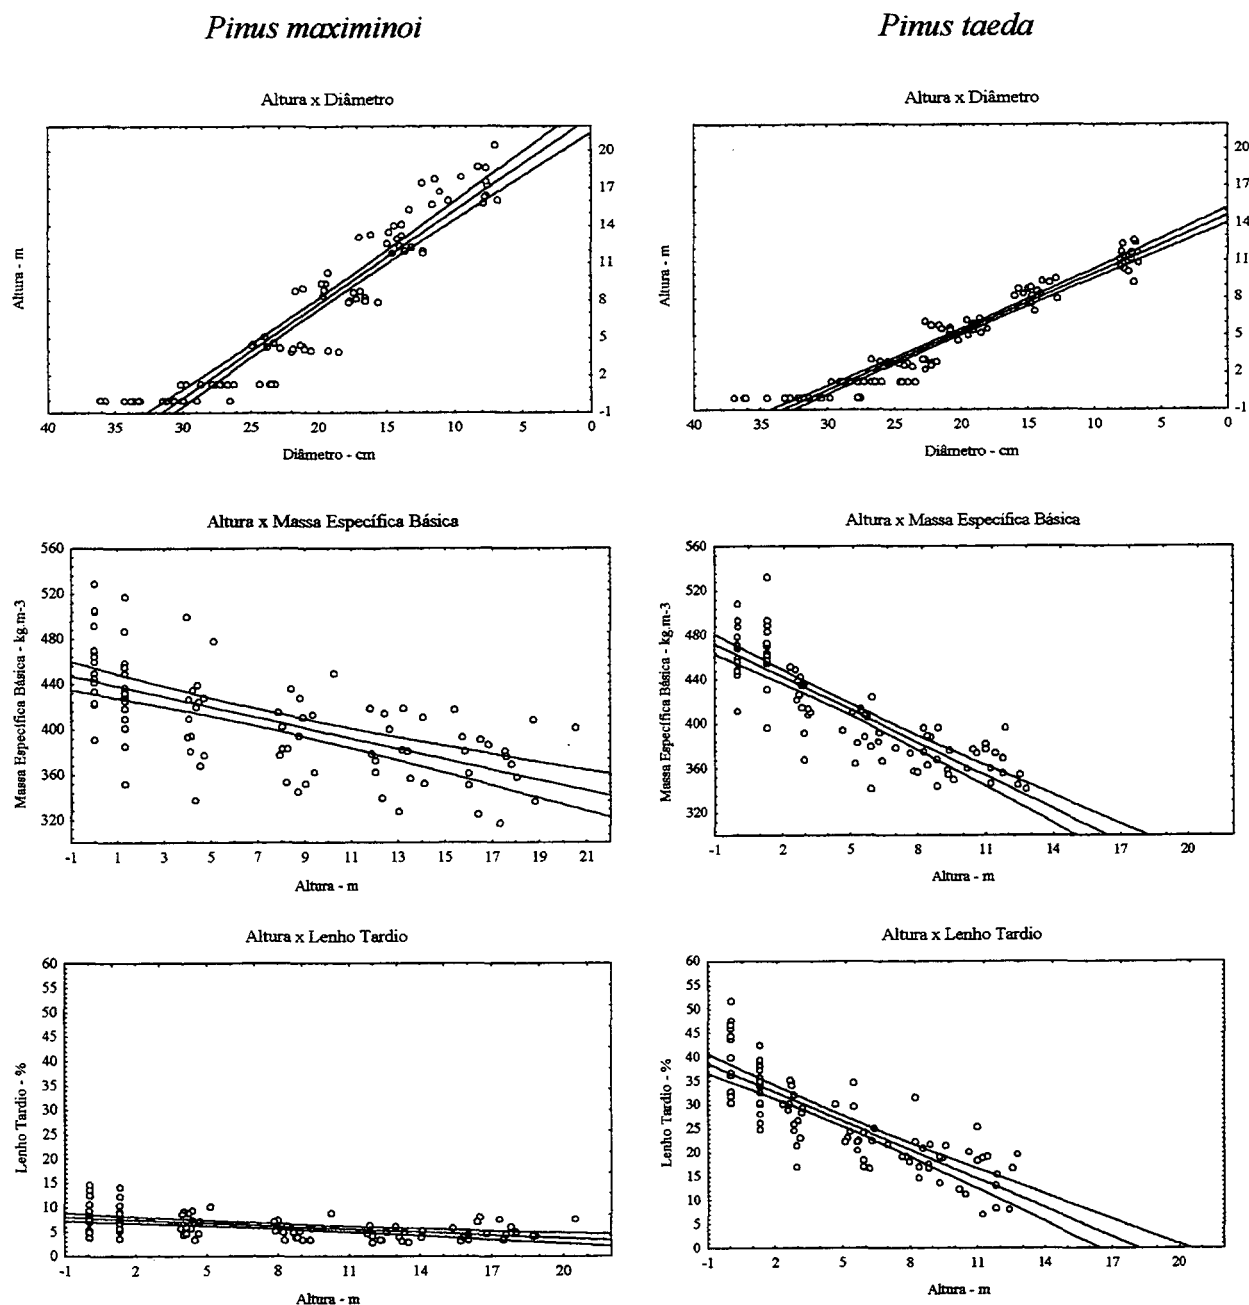 Pinus maximinoi
Pinus taeda
Altura x Diâmetro
Altura - m
20
17
14
11
8
5
2
-1
40 35 30 25 20 15 10 5 0
Diâmetro - cm
Altura x Diâmetro
Altura - m
20
17
14
11
8
5
2
-1
40 35 30 25 20 15 10 5 0
Diâmetro - cm
Altura x Massa Específica Básica
Massa Específica Básica - kg.m-3
560
520
480
440
400
360
320
-1 1 3 5 7 9 11 13 15 17 19 21
Altura - m
Altura x Massa Específica Básica
Massa Específica Básica - kg.m-3
560
520
480
440
400
360
320
-1 2 5 8 11 14 17 20
Altura - m
Altura x Lenho Tardio
Lenho Tardio - %
60
55
50
45
40
35
30
25
20
15
10
5
0
-1 2 5 8 11 14 17 20
Altura - m
Altura x Lenho Tardio
Lenho Tardio - %
60
55
50
45
40
35
30
25
20
15
10
5
0
-1 2 5 8 11 14 17 20
Altura - m